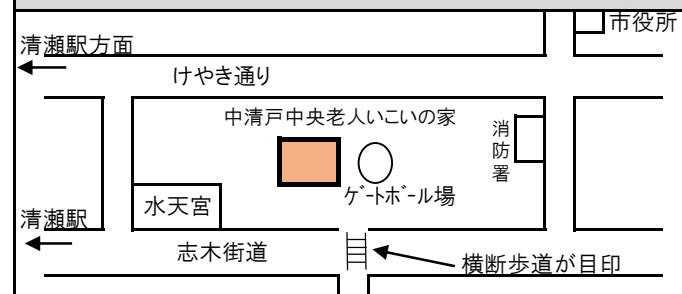 市役所
清瀬駅方面
けやき通り
中清戸中央老人いこいの家
消防署
ゲートボール場
水天宮
清瀬駅
志木街道
横断歩道が目印